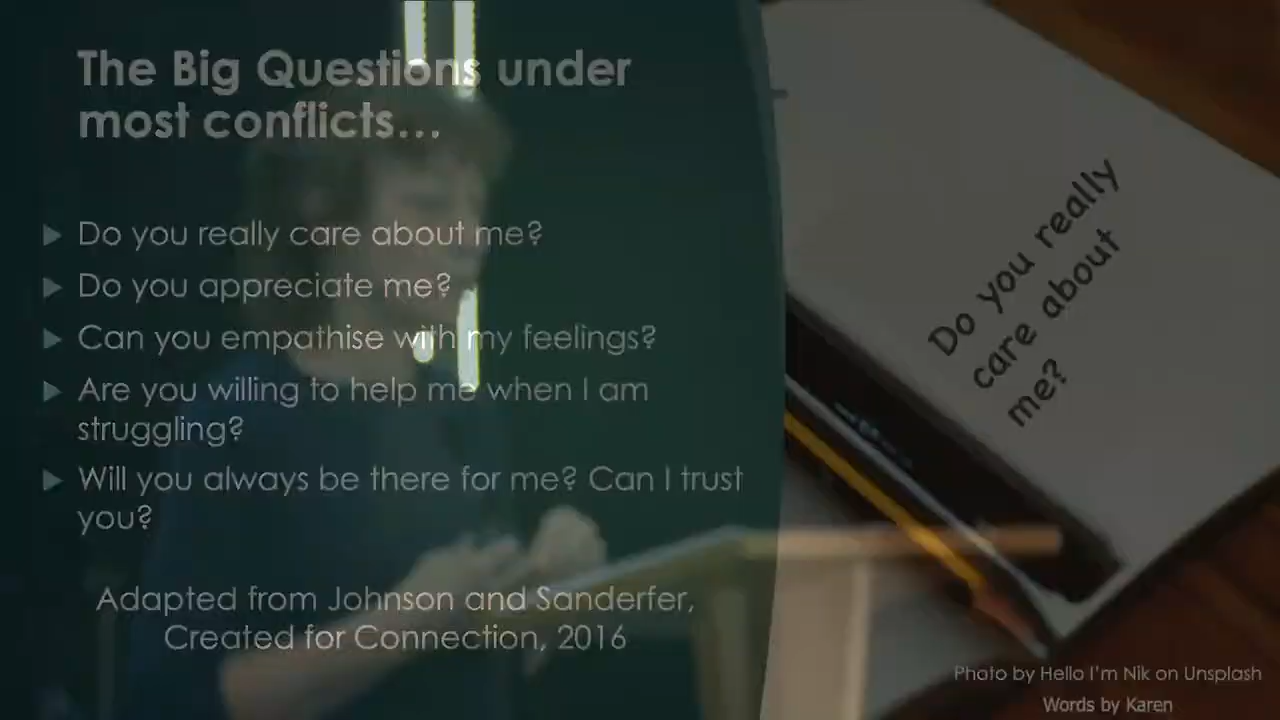 The Big Questions under
most conflicts...
Do you really care about me?
Do you appreciate me?
Can you empathise with my feelings?
Are you willing to help me when I am
struggling?
Will you always be there for me? Can I trust
you?
Adapted from Johnson and Sanderfer,
Created for Connection, 2016
Do you really
care about
me?
Photo by Hello I'm Nik on Unsplash
Words by Karen